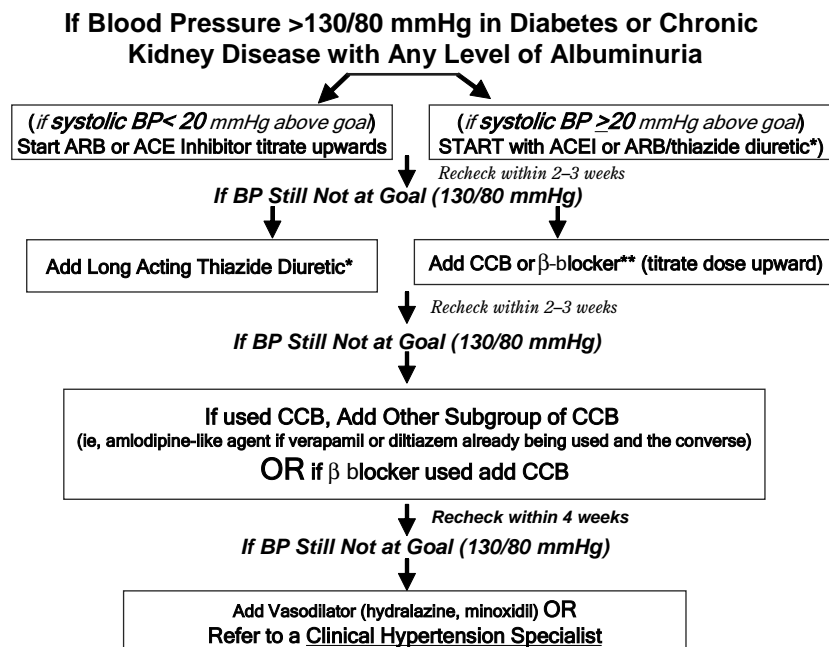 If Blood Pressure >130/80 mmHg in Diabetes or Chronic
Kidney Disease with Any Level of Albuminuria
(if systolic BP< 20 mmHg above goal)
Start ARB or ACE Inhibitor titrate upwards
(if systolic BP ≥20 mmHg above goal)
START with ACEI or ARB/thiazide diuretic*)
Recheck within 2–3 weeks
If BP Still Not at Goal (130/80 mmHg)
Add Long Acting Thiazide Diuretic*
Add CCB or β-blocker** (titrate dose upward)
Recheck within 2–3 weeks
If BP Still Not at Goal (130/80 mmHg)
If used CCB, Add Other Subgroup of CCB
(ie, amlodipine-like agent if verapamil or diltiazem already being used and the converse)
OR if β blocker used add CCB
Recheck within 4 weeks
If BP Still Not at Goal (130/80 mmHg)
Add Vasodilator (hydralazine, minoxidil) OR
Refer to a Clinical Hypertension Specialist